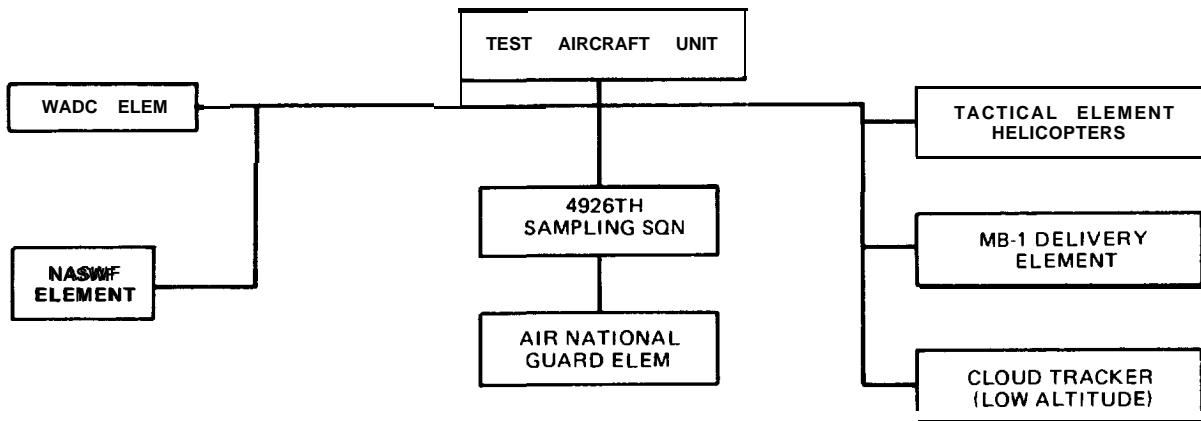 TEST AIRCRAFT UNIT
WADC ELEM
TACTICAL ELEMENT
HELICOPTERS
4926TH
SAMPLING SQN
MB-1 DELIVERY
ELEMENT
NASWF
ELEMENT
AIR NATIONAL
GUARD ELEM
CLOUD TRACKER
(LOW ALTITUDE)